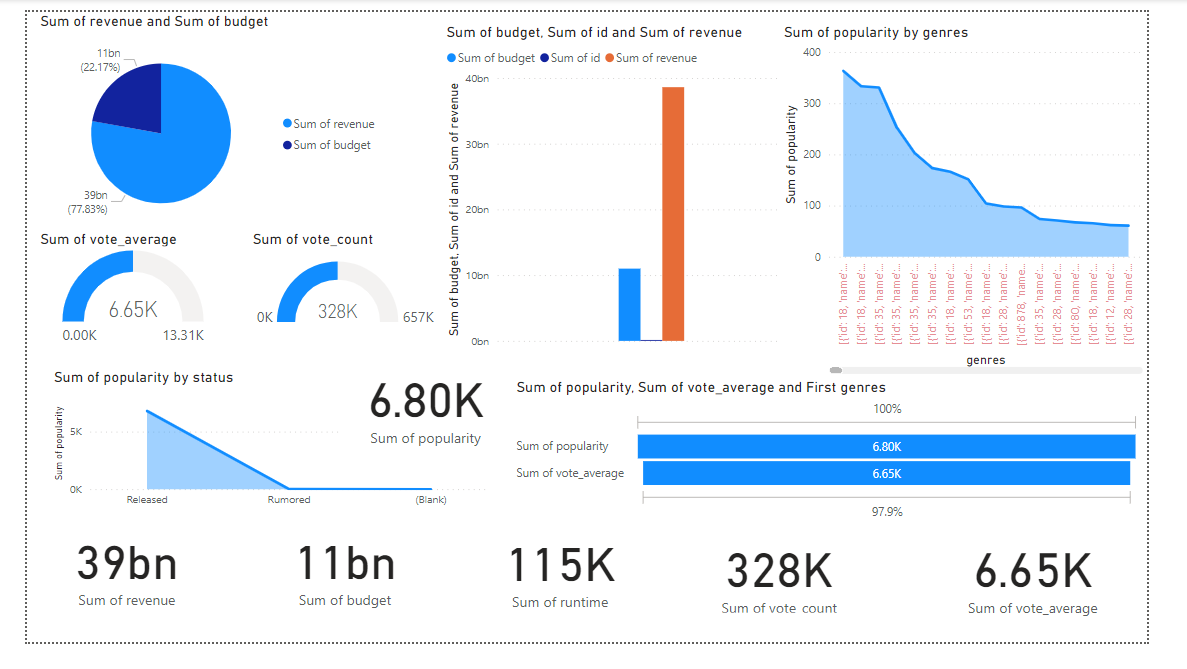 Sum of revenue and Sum of budget
11bn
(22.17%)
39bn
(77.83%)
Sum of revenue
Sum of budget
Sum of budget, Sum of id and Sum of revenue
Sum of budget Sum of id Sum of revenue
Sum of budget, Sum of id and Sum of revenue
40bn
30bn
20bn
10bn
0bn
Sum of popularity by genres
Sum of popularity
400
300
200
100
0
[{'id': 18, 'name'...
[{'id': 18, 'name'...
[{'id': 35, 'name'...
[{'id': 35, 'name'...
[{'id': 35, 'name'...
[{'id': 35, 'name'...
[{'id': 18, 'name'...
[{'id': 53, 'name'...
[{'id': 18, 'name'...
[{'id': 28, 'name'...
[{'id': 878, 'name...
[{'id': 35, 'name'...
[{'id': 28, 'name'...
[{'id': 80, 'name'...
[{'id': 18, 'name'...
[{'id': 12, 'name'...
[{'id': 28, 'name'...
genres
Sum of vote_average
6.65K
0.00K
13.31K
Sum of vote_count
0K
328K
657K
Sum of popularity by status
Sum of popularity
5K
0K
Released
Rumored
(Blank)
6.80K
Sum of popularity
Sum of popularity, Sum of vote_average and First genres
100%
Sum of popularity
6.80K
Sum of vote_average
6.65K
97.9%
39bn
Sum of revenue
11bn
Sum of budget
115K
Sum of runtime
328K
Sum of vote_count
6.65K
Sum of vote_average